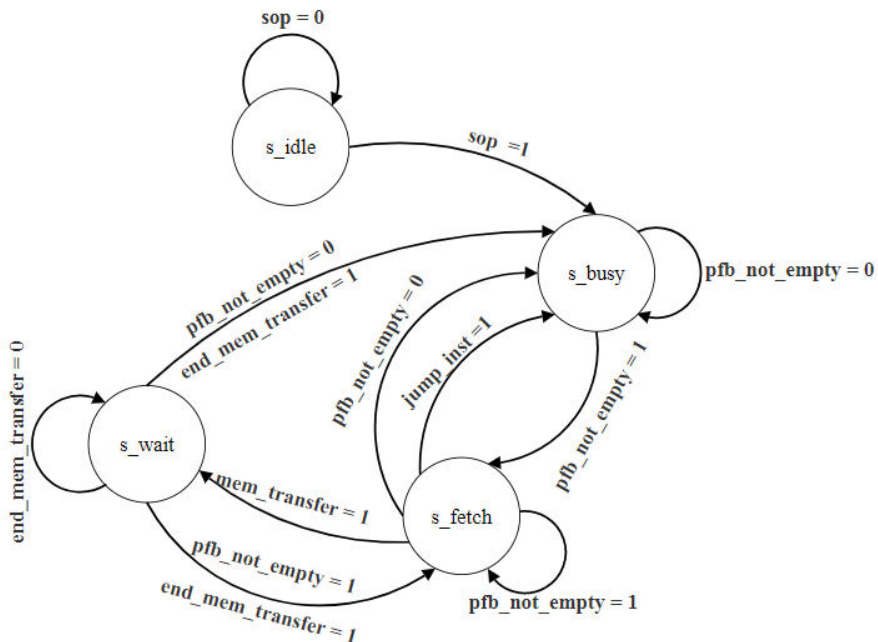 sop = 0
s_idle
sop =1
s_busy
pfb_not_empty = 0
pfb_not_empty = 0
end_mem_transfer = 1
pfb_not_empty = 0
jump_inst =1
pfb_not_empty = 1
end_mem_transfer = 0
s_wait
mem_transfer = 1
s_fetch
pfb_not_empty = 1
end_mem_transfer = 1
pfb_not_empty = 1